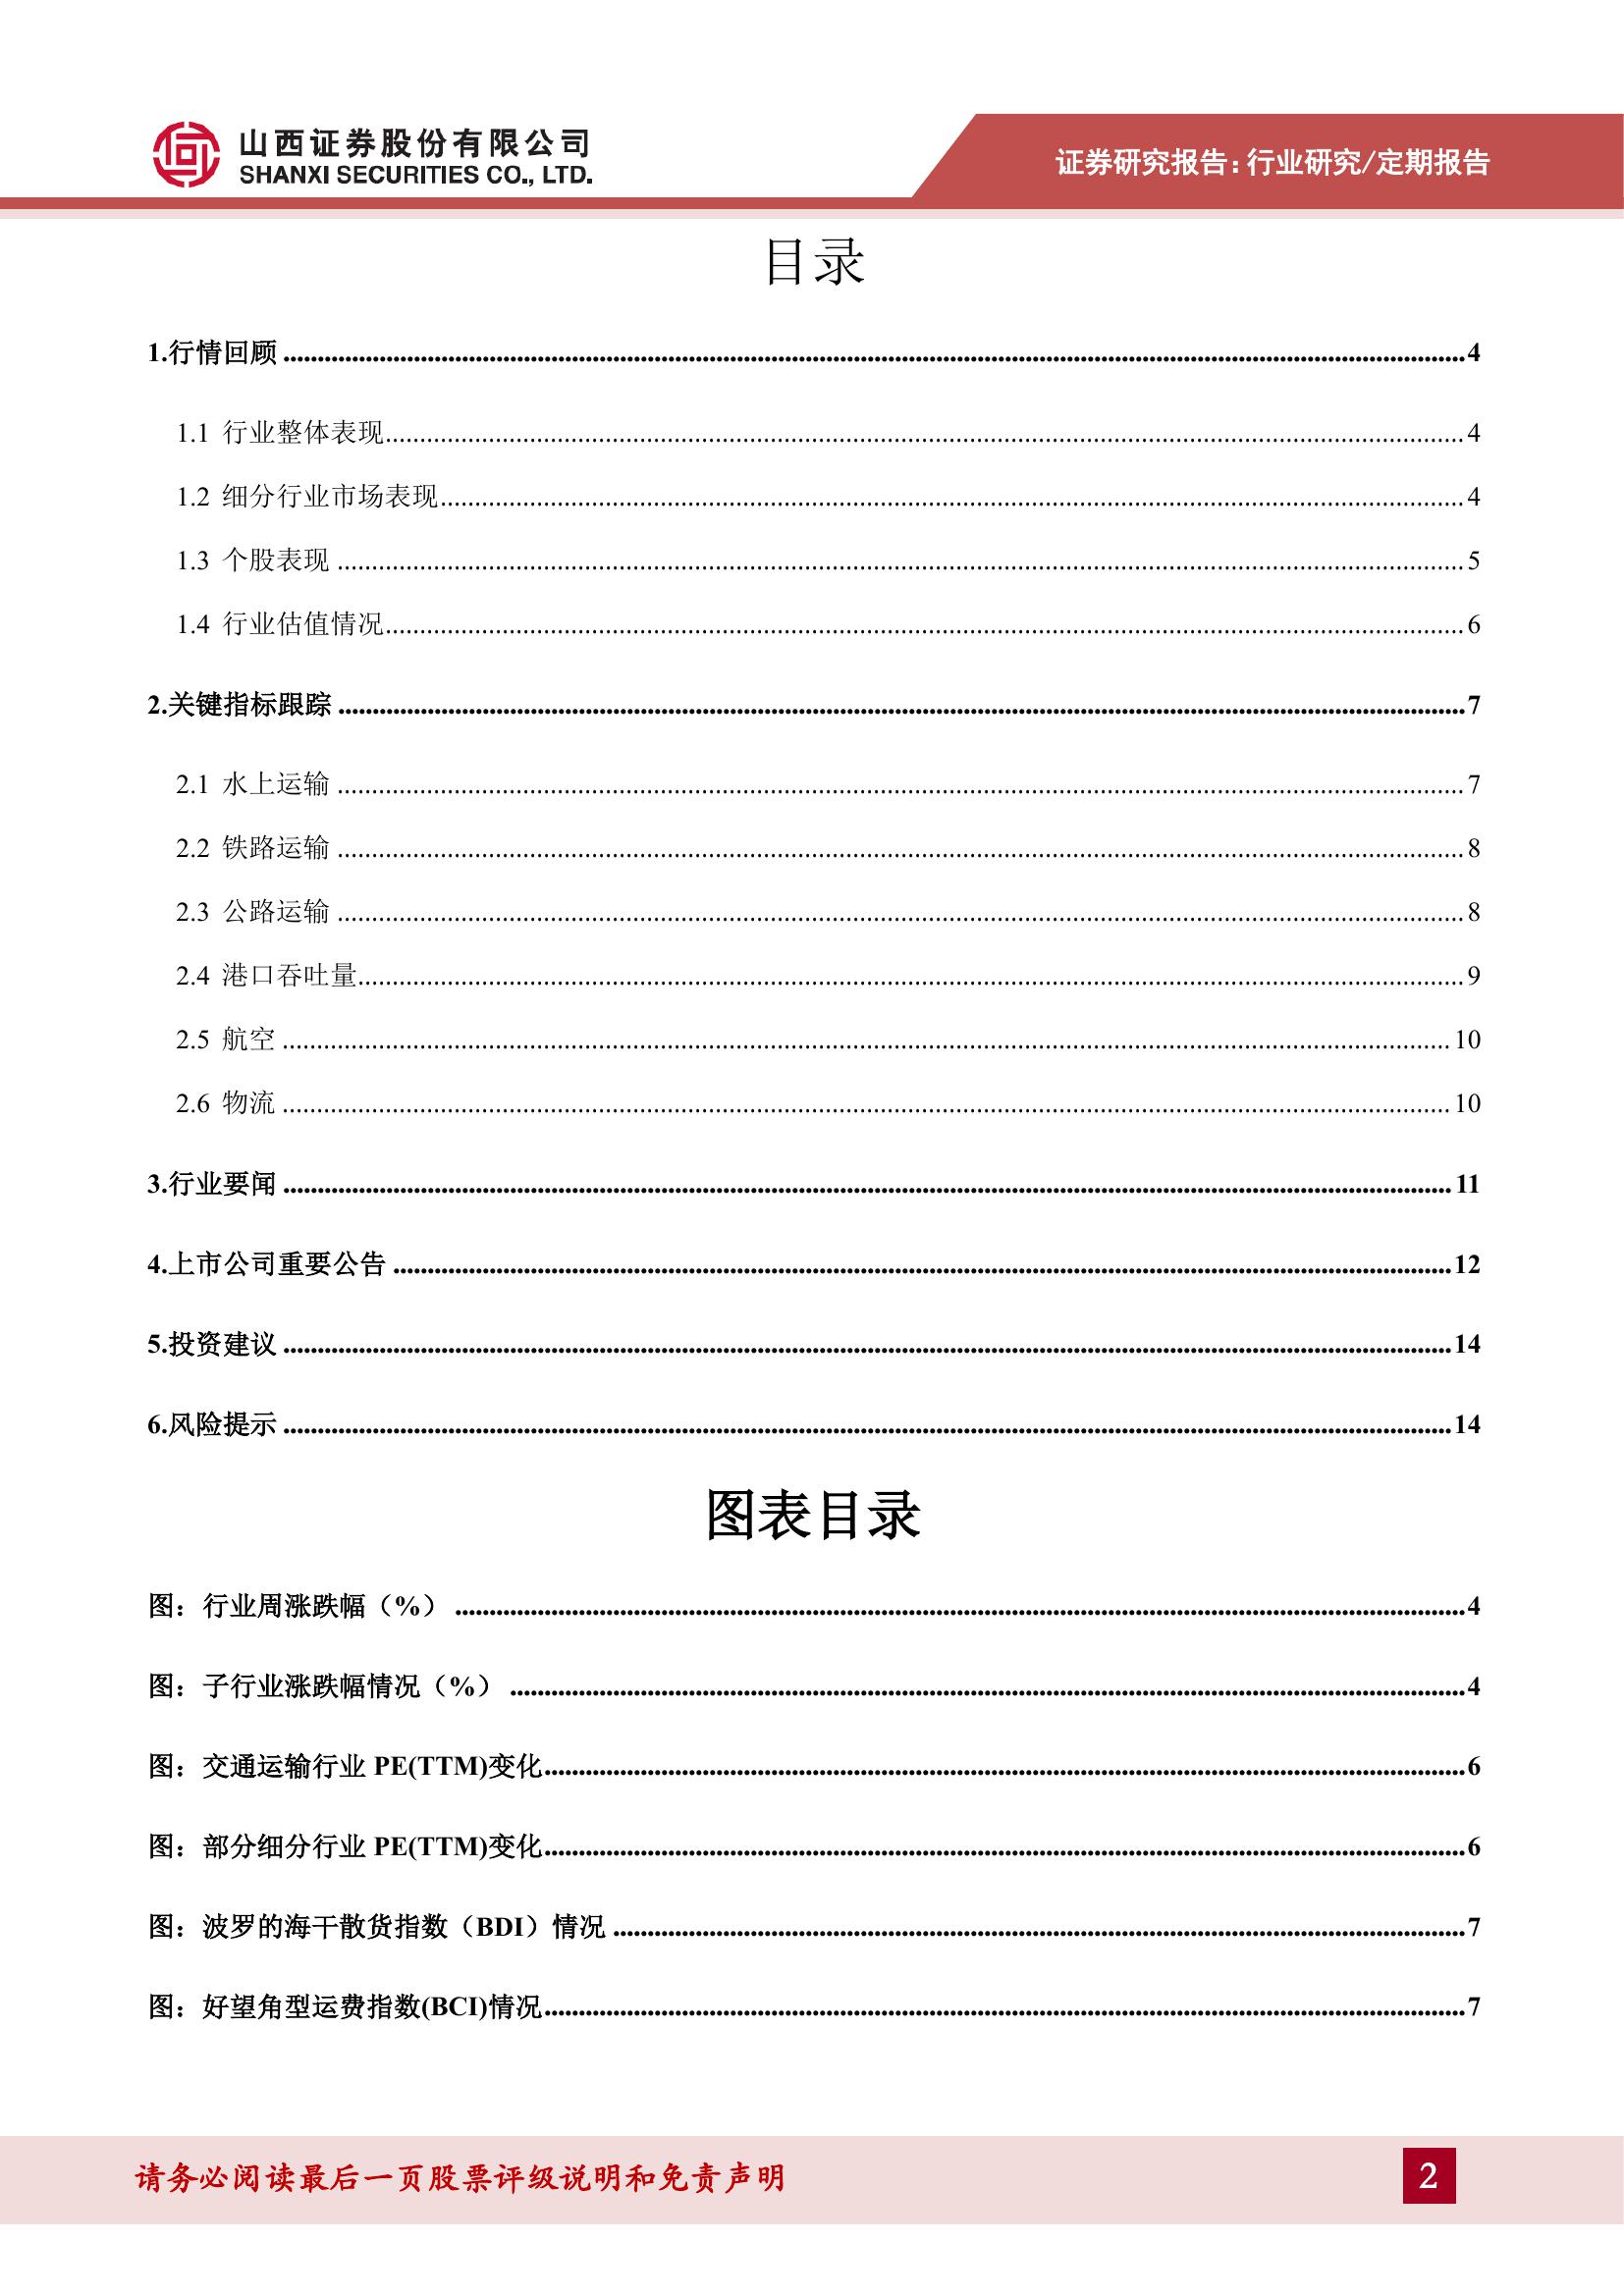 山西证券股份有限公司
SHANXI SECURITIES CO., LTD.
证券研究报告：行业研究/定期报告
目录
1.行情回顾 ........ 4
1.1 行业整体表现 ........ 4
1.2 细分行业市场表现 ........ 4
1.3 个股表现 ........ 5
1.4 行业估值情况 ........ 6
2.关键指标跟踪 ........ 7
2.1 水上运输 ........ 7
2.2 铁路运输 ........ 8
2.3 公路运输 ........ 8
2.4 港口吞吐量 ........ 9
2.5 航空 ........ 10
2.6 物流 ........ 10
3.行业要闻 ........ 11
4.上市公司重要公告 ........ 12
5.投资建议 ........ 14
6.风险提示 ........ 14
图表目录
图：行业周涨跌幅（%） ........ 4
图：子行业涨跌幅情况（%） ........ 4
图：交通运输行业 PE(TTM)变化 ........ 6
图：部分细分行业 PE(TTM)变化 ........ 6
图：波罗的海干散货指数（BDI）情况 ........ 7
图：好望角型运费指数(BCI)情况 ........ 7
请务必阅读最后一页股票评级说明和免责声明
2